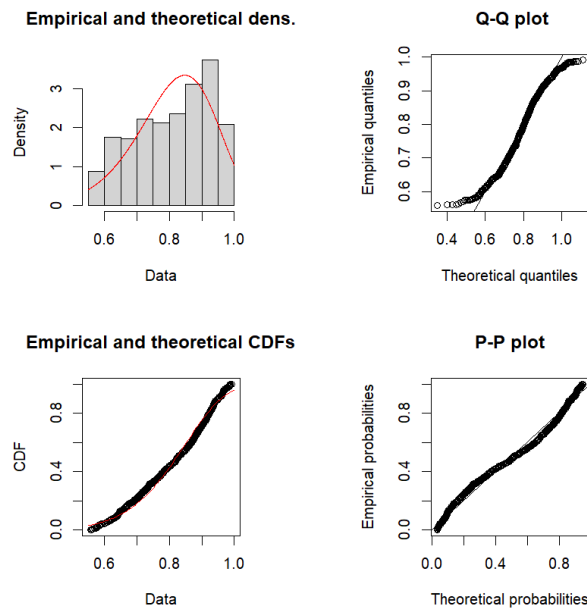 Empirical and theoretical dens.
Density
0 1 2 3
0.6 0.8 1.0
Data
Q-Q plot
Empirical quantiles
0.6 0.7 0.8 0.9 1.0
0.4 0.6 0.8 1.0
Theoretical quantiles
Empirical and theoretical CDFs
CDF
0.0 0.4 0.8
0.6 0.8 1.0
Data
P-P plot
Empirical probabilities
0.0 0.4 0.8
0.0 0.4 0.8
Theoretical probabilities